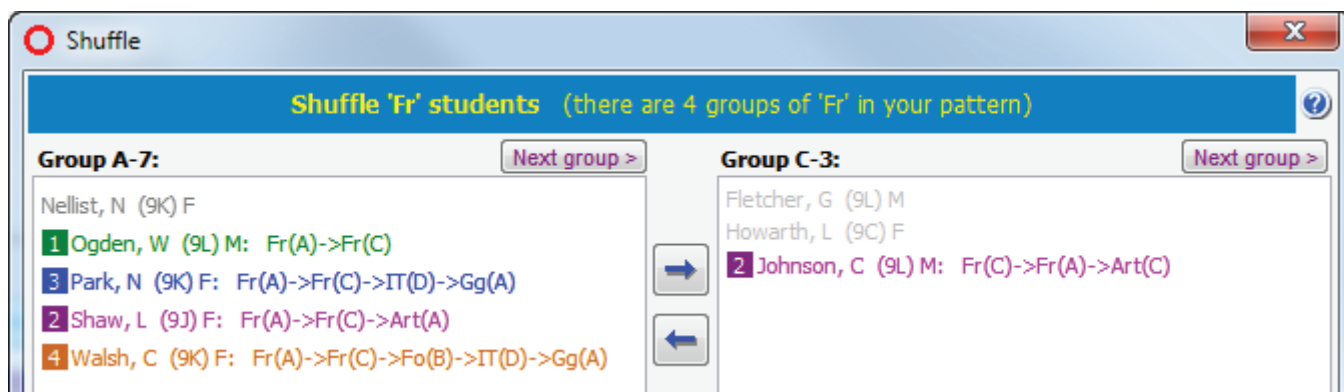 Shuffle
x
Shuffle 'Fr' students (there are 4 groups of 'Fr' in your pattern)
?
Group A-7:
Next group >
Nellist, N (9K) F
1 Ogden, W (9L) M: Fr(A)->Fr(C)
3 Park, N (9K) F: Fr(A)->Fr(C)->IT(D)->Gg(A)
2 Shaw, L (9J) F: Fr(A)->Fr(C)->Art(A)
4 Walsh, C (9K) F: Fr(A)->Fr(C)->Fo(B)->IT(D)->Gg(A)
Group C-3:
Next group >
Fletcher, G (9L) M
Howarth, L (9C) F
2 Johnson, C (9L) M: Fr(C)->Fr(A)->Art(C)